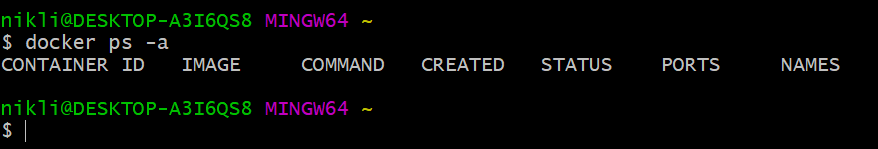 nikli@DESKTOP-A3I6QS8 MINGW64 ~
$ docker ps -a
CONTAINER ID   IMAGE     COMMAND   CREATED   STATUS    PORTS     NAMES
nikli@DESKTOP-A3I6QS8 MINGW64 ~
$